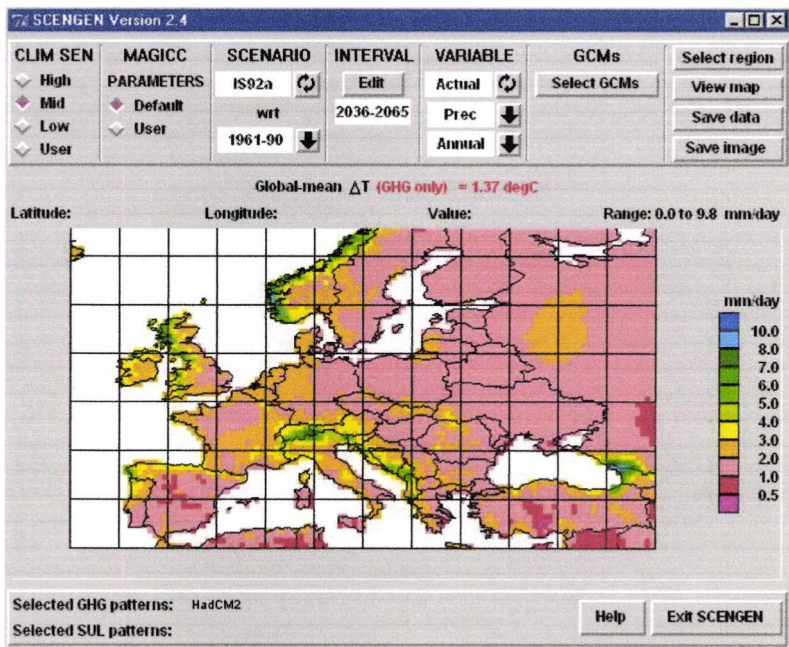 SCENGEN Version 2.4
CLIM SEN
High
Mid
Low
User
MAGICC
PARAMETERS
Default
User
SCENARIO
IS92a
wrt
1961-90
INTERVAL
Edit
2036-2065
VARIABLE
Actual
Prec
Annual
GCMs
Select GCMs
Select region
View map
Save data
Save image
Global-mean △T (GHG only) = 1.37 degC
Latitude: Longitude: Value: Range: 0.0 to 9.8 mm/day
mm/day
10.0
8.0
7.0
6.0
5.0
4.0
3.0
2.0
1.0
0.5
Selected GHG patterns: HadCM2
Selected SUL patterns:
Help
Exit SCENGEN